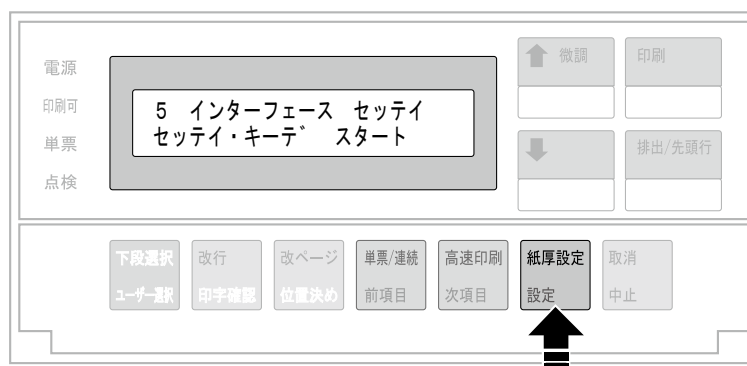 電源
印刷可
単票
点検
5 インターフェース セッテイ
セッテイ・キーデ゛ スタート
微調
印刷
排出/先頭行
下段選択
ユーザー選択
改行
印字確認
改ページ
位置決め
単票/連続
前項目
高速印刷
次項目
紙厚設定
設定
取消
中止